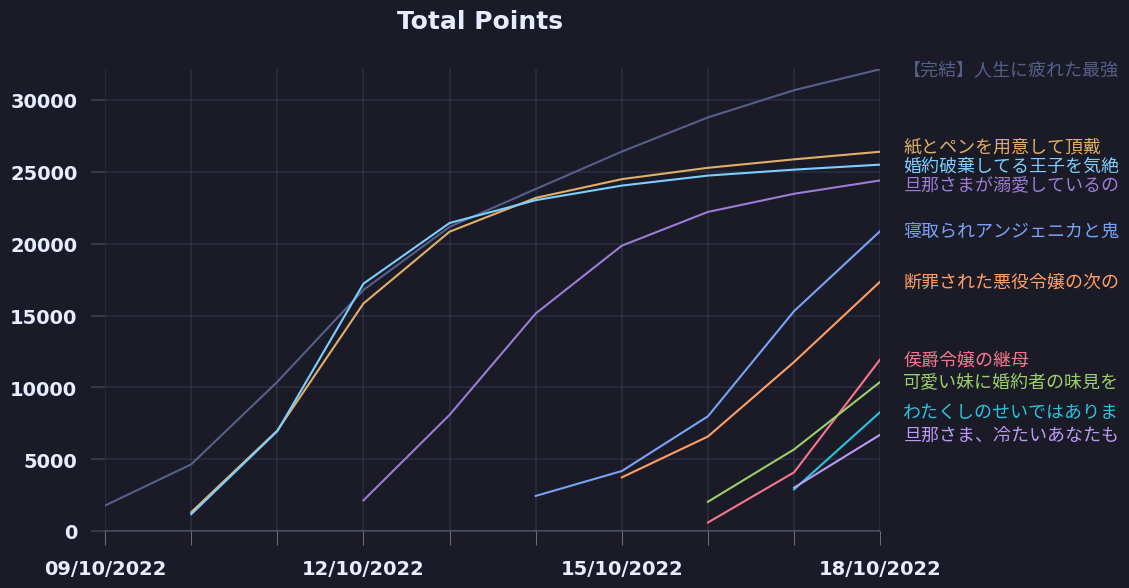 Total Points
30000
25000
20000
15000
10000
5000
0
09/10/2022
12/10/2022
15/10/2022
18/10/2022
【完結】人生に疲れた最強
紙とペンを用意して頂戴
婚約破棄してる王子を気絶
旦那さまが溺愛しているの
寝取られアンジェニカと鬼
断罪された悪役令嬢の次の
侯爵令嬢の継母
可愛い妹に婚約者の味見を
わたくしのせいではありま
旦那さま、冷たいあなたも